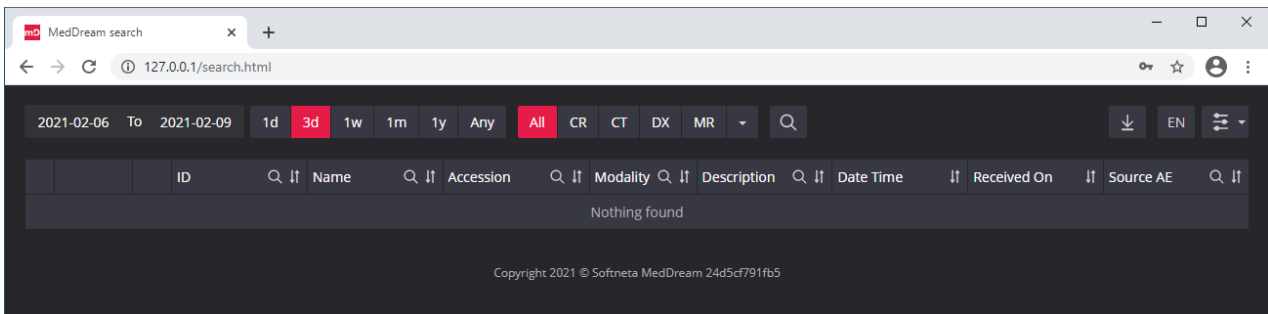 mD MedDream search
127.0.0.1/search.html
2021-02-06 To 2021-02-09 1d 3d 1w 1m 1y Any All CR CT DX MR EN
ID Name Accession Modality Description Date Time Received On Source AE
Nothing found
Copyright 2021 © Softneta MedDream 24d5cf791fb5